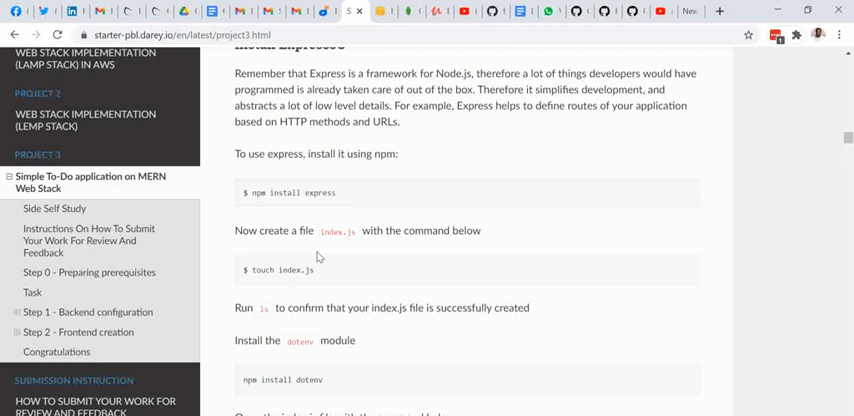 starter-pbl.darey.io/en/latest/project3.html
WEB STACK IMPLEMENTATION
(LAMP STACK) IN AWS
PROJECT 2
WEB STACK IMPLEMENTATION
(LEMP STACK)
PROJECT 3
Simple To-Do application on MERN
Web Stack
Side Self Study
Instructions On How To Submit
Your Work For Review And
Feedback
Step 0 - Preparing prerequisites
Task
Step 1 - Backend configuration
Step 2 - Frontend creation
Congratulations
SUBMISSION INSTRUCTION
HOW TO SUBMIT YOUR WORK FOR
REVIEW AND FEEDBACK
Install ExpressJS
Remember that Express is a framework for Node.js, therefore a lot of things developers would have
programmed is already taken care of out of the box. Therefore it simplifies development, and
abstracts a lot of low level details. For example, Express helps to define routes of your application
based on HTTP methods and URLs.
To use express, install it using npm:
$ npm install express
Now create a file index.js with the command below
$ touch index.js
Run ls to confirm that your index.js file is successfully created
Install the dotenv module
npm install dotenv